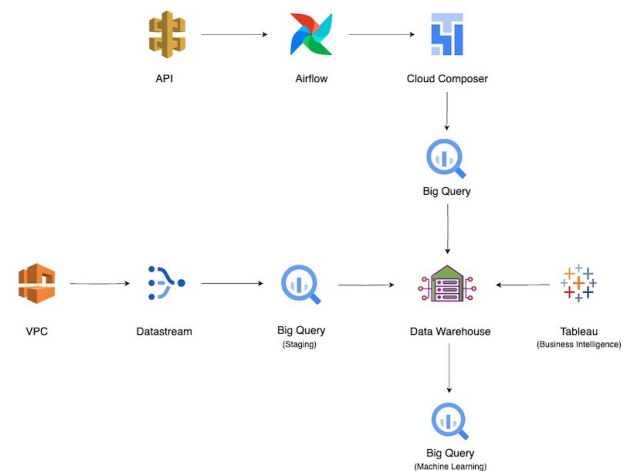 API
Airflow
Cloud Composer
Big Query
VPC
Datastream
Big Query
(Staging)
Data Warehouse
Tableau
(Business Intelligence)
Big Query
(Machine Learning)